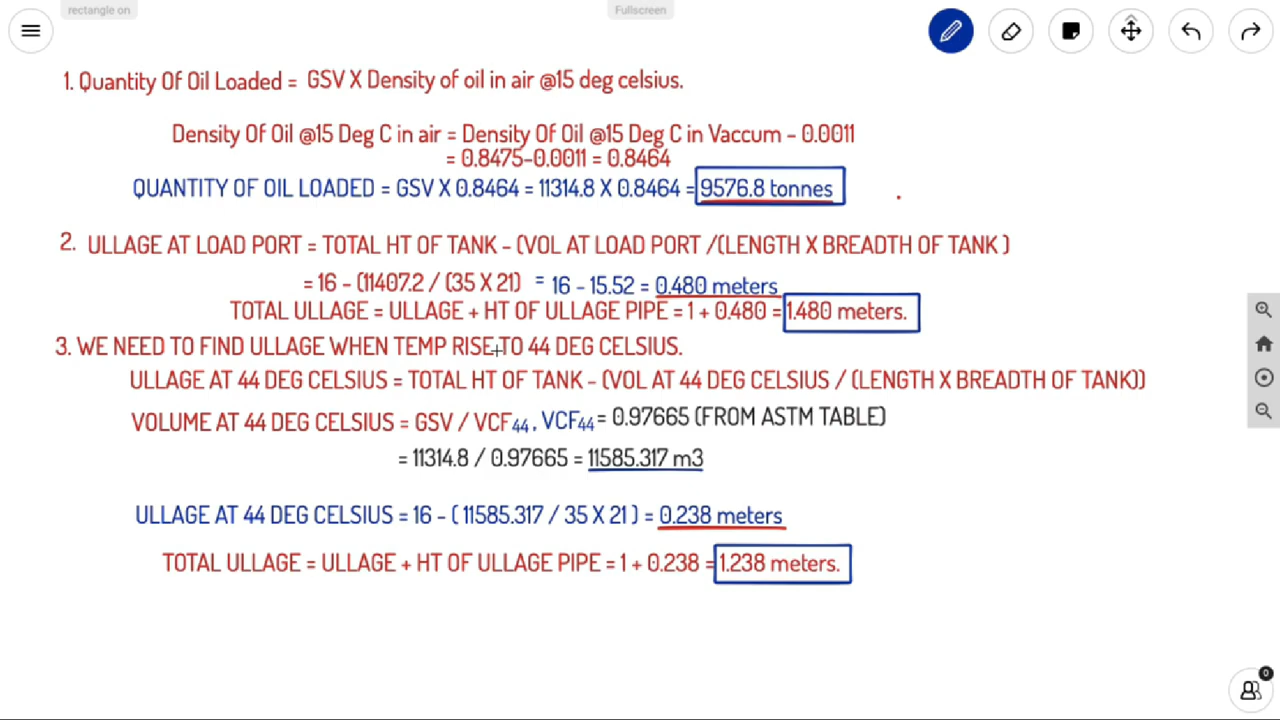 rectangle on
Fullscreen
1. Quantity Of Oil Loaded = GSV X Density of oil in air @15 deg celsius.
Density Of Oil @15 Deg C in air = Density Of Oil @15 Deg C in Vaccum - 0.0011
= 0.8475-0.0011 = 0.8464
QUANTITY OF OIL LOADED = GSV X 0.8464 = 11314.8 X 0.8464 = 9576.8 tonnes
2. ULLAGE AT LOAD PORT = TOTAL HT OF TANK - (VOL AT LOAD PORT /(LENGTH X BREADTH OF TANK )
= 16 - (11407.2 / (35 X 21) = 16 - 15.52 = 0.480 meters
TOTAL ULLAGE = ULLAGE + HT OF ULLAGE PIPE = 1 + 0.480 = 1.480 meters.
3. WE NEED TO FIND ULLAGE WHEN TEMP RISE TO 44 DEG CELSIUS.
ULLAGE AT 44 DEG CELSIUS = TOTAL HT OF TANK - (VOL AT 44 DEG CELSIUS / (LENGTH X BREADTH OF TANK))
VOLUME AT 44 DEG CELSIUS = GSV / VCF44 , VCF44 = 0.97665 (FROM ASTM TABLE)
= 11314.8 / 0.97665 = 11585.317 m3
ULLAGE AT 44 DEG CELSIUS = 16 - ( 11585.317 / 35 X 21 ) = 0.238 meters
TOTAL ULLAGE = ULLAGE + HT OF ULLAGE PIPE = 1 + 0.238 = 1.238 meters.
0